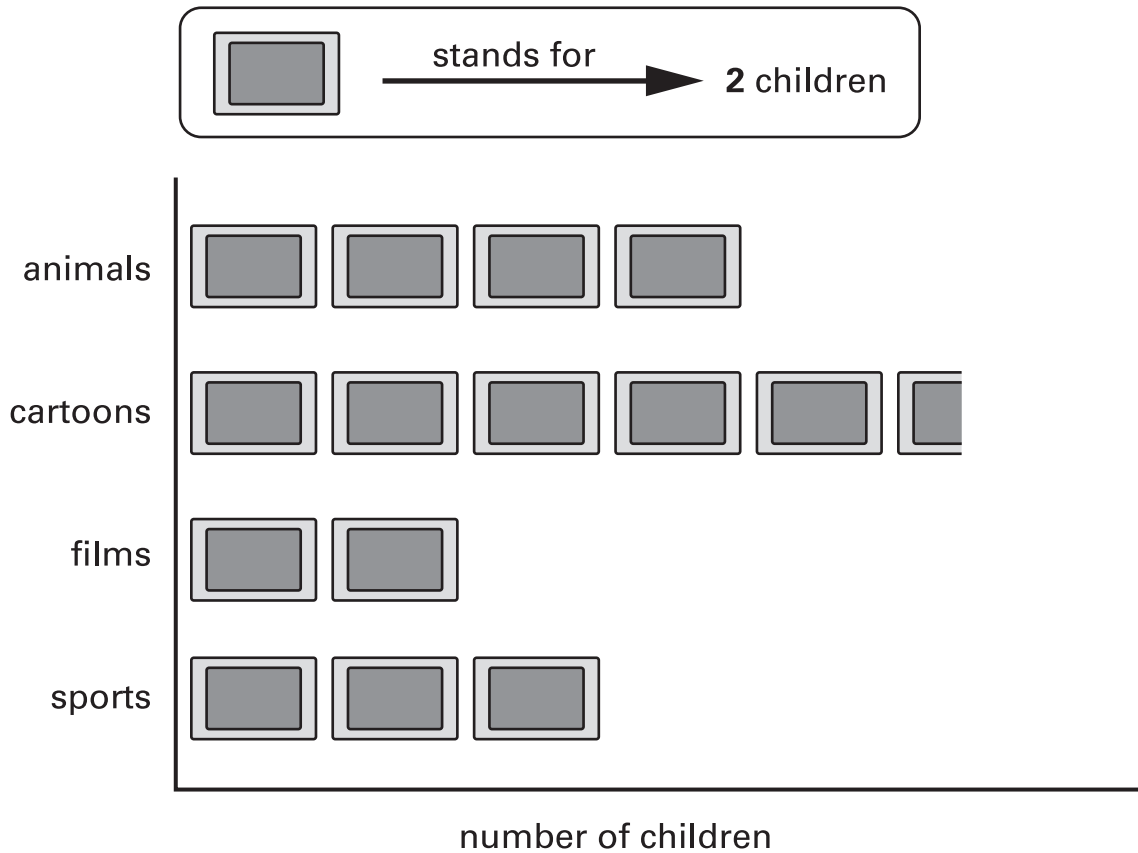 stands for
2 children
animals
cartoons
films
sports
number of children